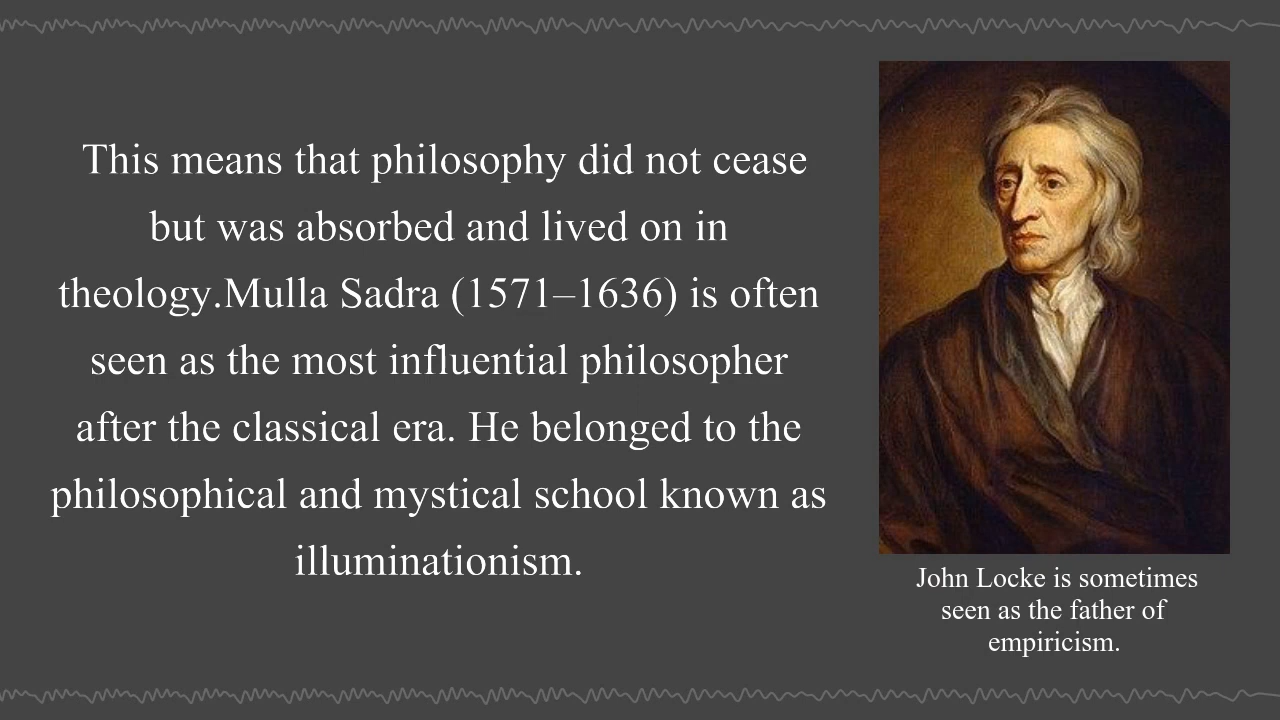 This means that philosophy did not cease
but was absorbed and lived on in
theology.Mulla Sadra (1571–1636) is often
seen as the most influential philosopher
after the classical era. He belonged to the
philosophical and mystical school known as
illuminationism.
John Locke is sometimes
seen as the father of
empiricism.